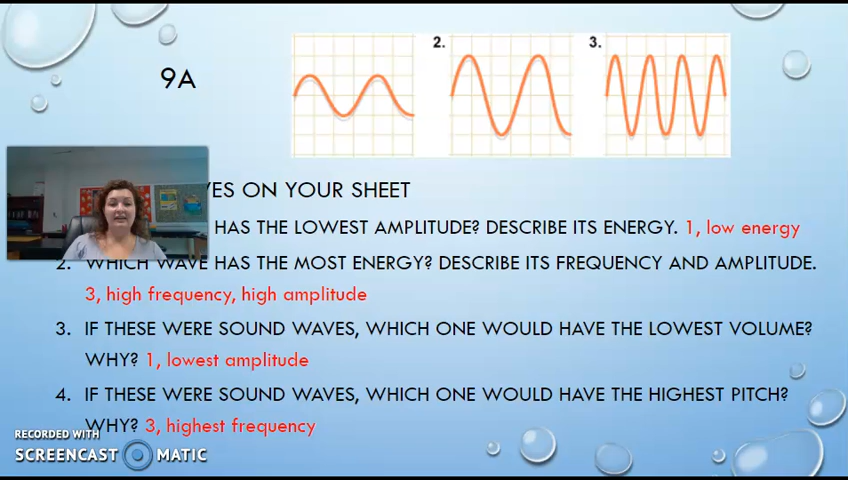 2.
3.
9A
VES ON YOUR SHEET
HAS THE LOWEST AMPLITUDE? DESCRIBE ITS ENERGY. 1, low energy
2. WHICH WAVE HAS THE MOST ENERGY? DESCRIBE ITS FREQUENCY AND AMPLITUDE.
3, high frequency, high amplitude
3. IF THESE WERE SOUND WAVES, WHICH ONE WOULD HAVE THE LOWEST VOLUME?
WHY? 1, lowest amplitude
4. IF THESE WERE SOUND WAVES, WHICH ONE WOULD HAVE THE HIGHEST PITCH?
WHY? 3, highest frequency
RECORDED WITH
SCREENCAST MATIC